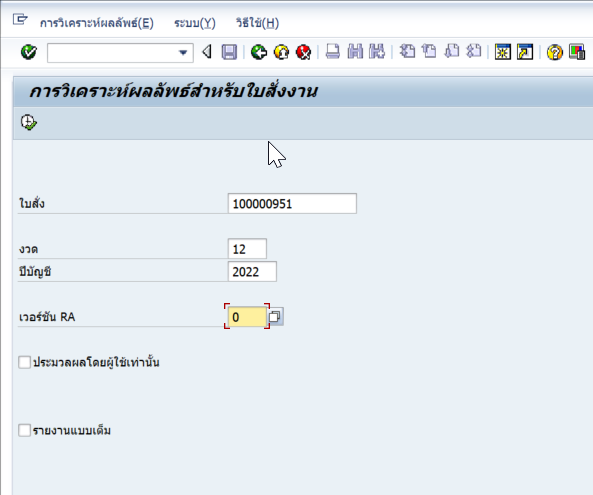 การวิเคราะห์ผลลัพธ์(E) ระบบ(Y) วิธีใช้(H)
การวิเคราะห์ผลลัพธ์สำหรับใบสั่งงาน
ใบสั่ง 100000951
งวด 12
ปีบัญชี 2022
เวอร์ชัน RA 0
ประมวลผลโดยผู้ใช้เท่านั้น
รายงานแบบเต็ม